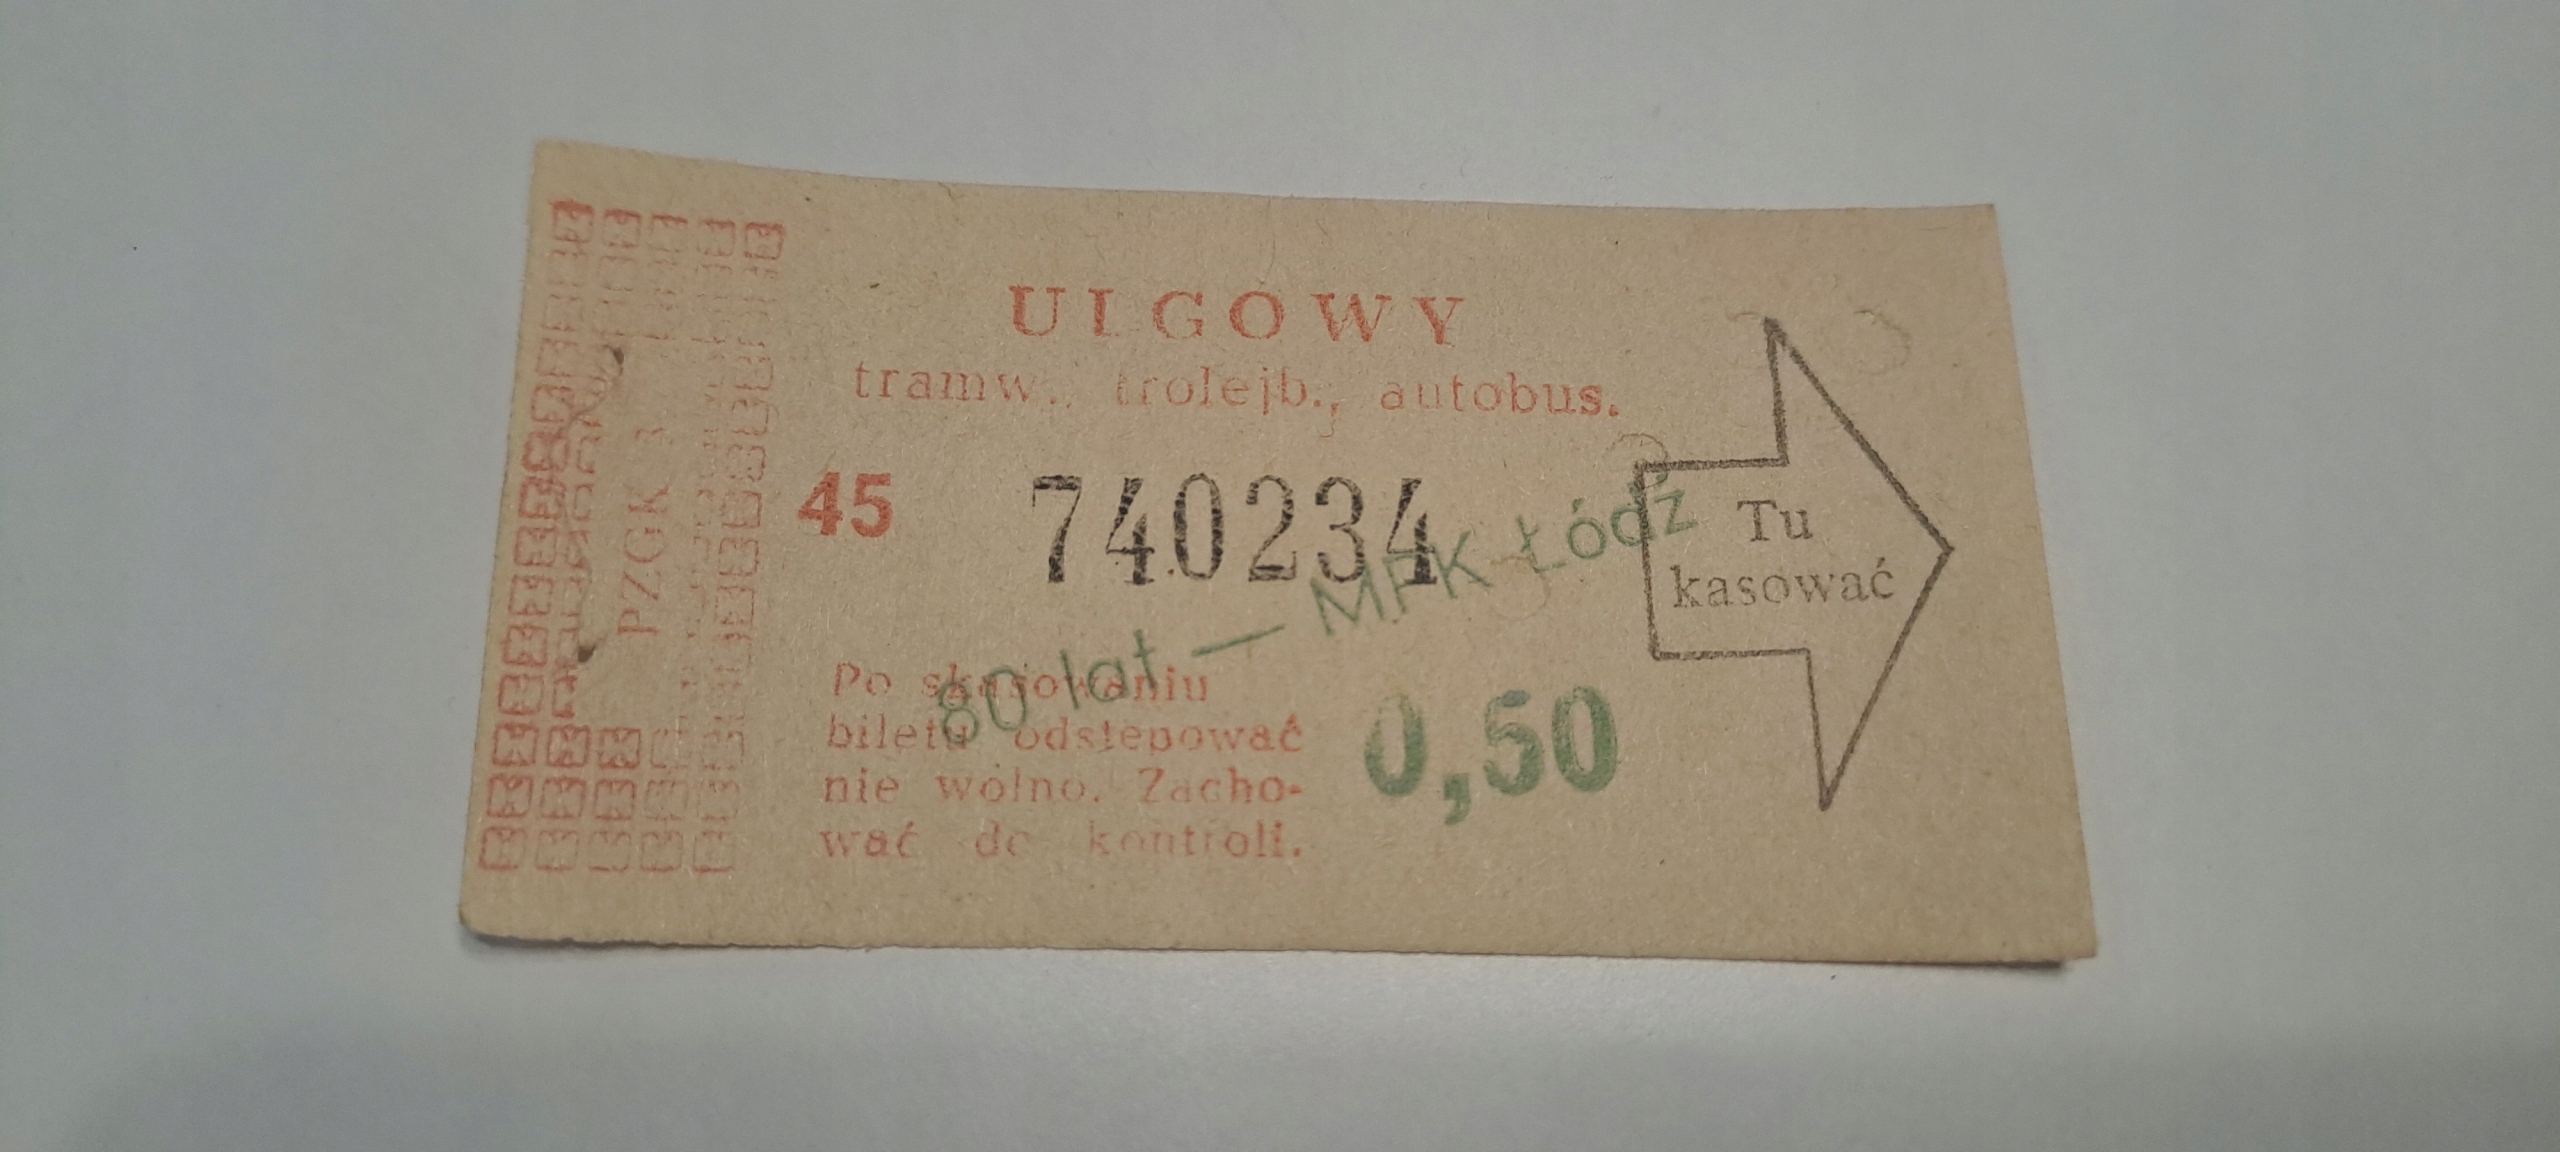 ULGOWY
tramw., trolejb., autobus.
45 740234
80 lat — MPK Łódź
Tu
kasować
Po skasowaniu
biletu odstępować
nie wolno. Zacho-
wać do kontroli.
0,50
PZGK 3